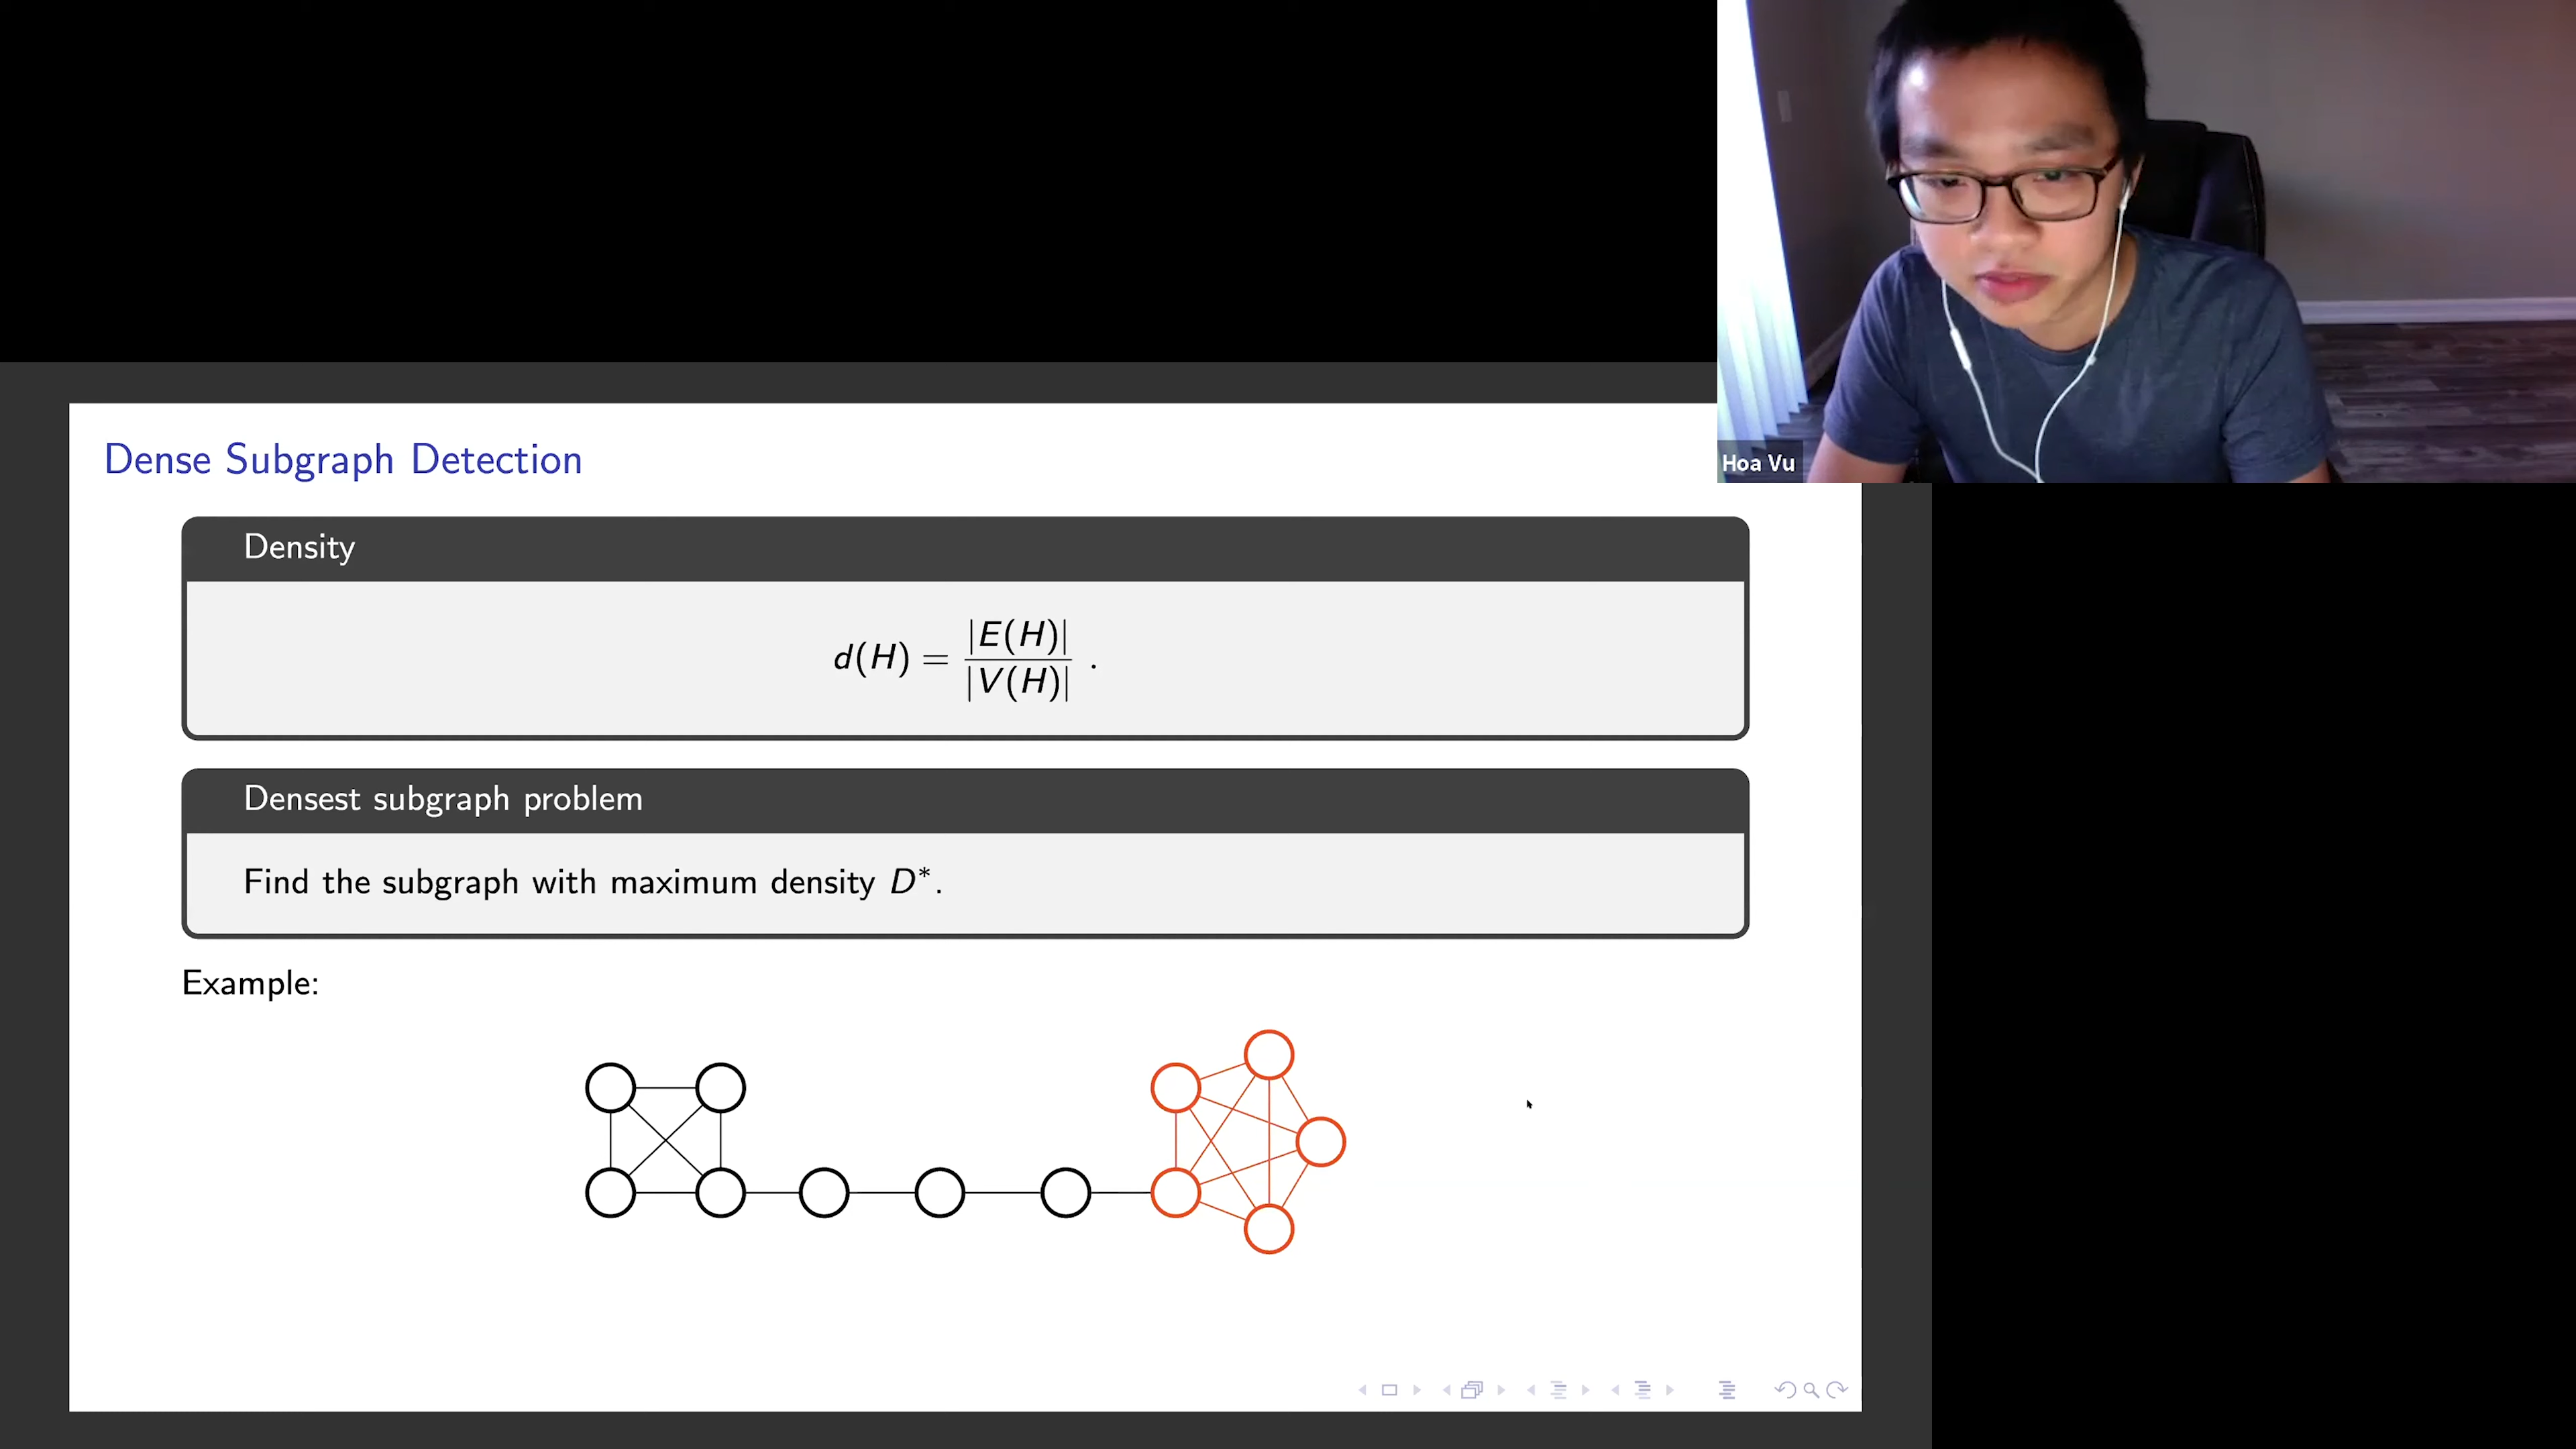 Hoa Vu
Dense Subgraph Detection
Density
d(H) = |E(H)| / |V(H)| .
Densest subgraph problem
Find the subgraph with maximum density D*.
Example: